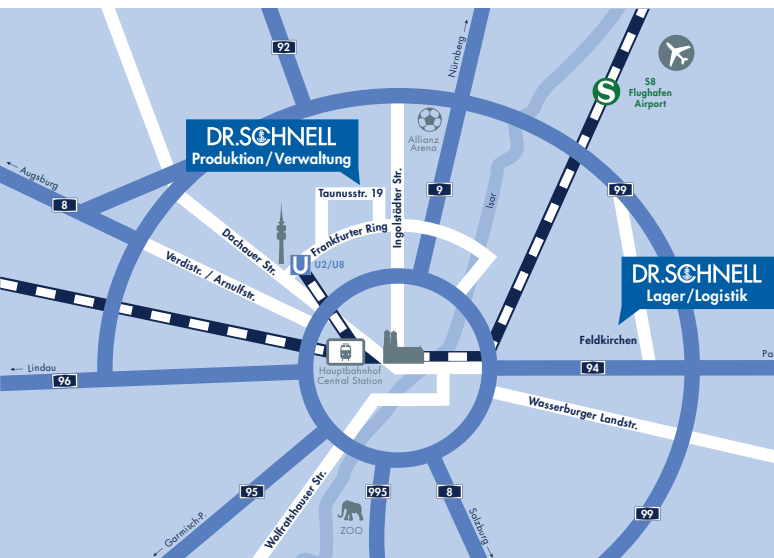 92
Nürnberg →
S8
Flughafen
Airport
S
DR.SCHNELL
Produktion / Verwaltung
Allianz
Arena
← Augsburg
8
Taunusstr. 19
9
99
Isar
Ingolstädter Str.
Dachauer Str.
Frankfurter Ring
U
U2/U8
Verdistr. / Arnulfstr.
DR.SCHNELL
Lager/Logistik
Feldkirchen
← Lindau
96
Hauptbahnhof
Central Station
94
Pa
Wasserburger Landstr.
95
995
8
99
Wolfratshauser Str.
← Garmisch-P.
ZOO
Salzburg →